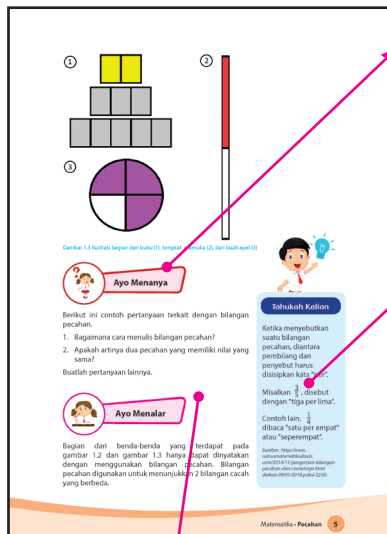 1
2
3
Gambar 1.3 Ilustrasi bagian dari buku (1), tongkat pramuka (2), dan buah apel (3)
Ayo Menanya
Berikut ini contoh pertanyaan terkait dengan bilangan
pecahan.
1. Bagaimana cara menulis bilangan pecahan?
2. Apakah artinya dua pecahan yang memiliki nilai yang
sama?
Buatlah pertanyaan lainnya.
Ayo Menalar
Bagian dari benda-benda yang terdapat pada
gambar 1.2 dan gambar 1.3 hanya dapat dinyatakan
dengan menggunakan bilangan pecahan. Bilangan
pecahan digunakan untuk menunjukkan 2 bilangan cacah
yang berbeda.
Tahukah Kalian
Ketika menyebutkan
suatu bilangan
pecahan, diantara
pembilang dan
penyebut harus
disisipkan kata "per".
Misalkan 3/5, disebut
dengan "tiga per lima".
Contoh lain, 1/4
dibaca "satu per empat"
atau "seperempat".
Sumber: http://www.
rumusmatematikadasar.
com/2014/11/pengertian-bilangan-
pecahan-dan-contohnya.html
diakses 09/01/2018 pukul 22:05.
Matematika • Pecahan 5